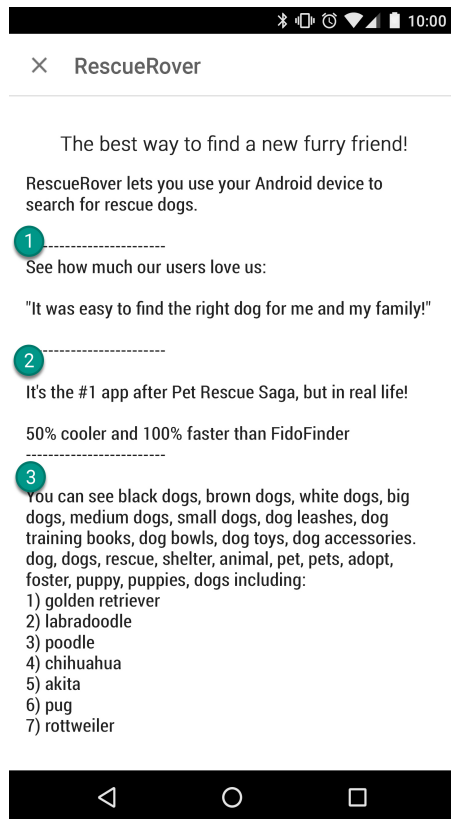 10:00
RescueRover
The best way to find a new furry friend!
RescueRover lets you use your Android device to
search for rescue dogs.
1 -----------------------
See how much our users love us:
"It was easy to find the right dog for me and my family!"
-----------------------
2
It's the #1 app after Pet Rescue Saga, but in real life!
50% cooler and 100% faster than FidoFinder
-------------------------
3
You can see black dogs, brown dogs, white dogs, big
dogs, medium dogs, small dogs, dog leashes, dog
training books, dog bowls, dog toys, dog accessories.
dog, dogs, rescue, shelter, animal, pet, pets, adopt,
foster, puppy, puppies, dogs including:
1) golden retriever
2) labradoodle
3) poodle
4) chihuahua
5) akita
6) pug
7) rottweiler